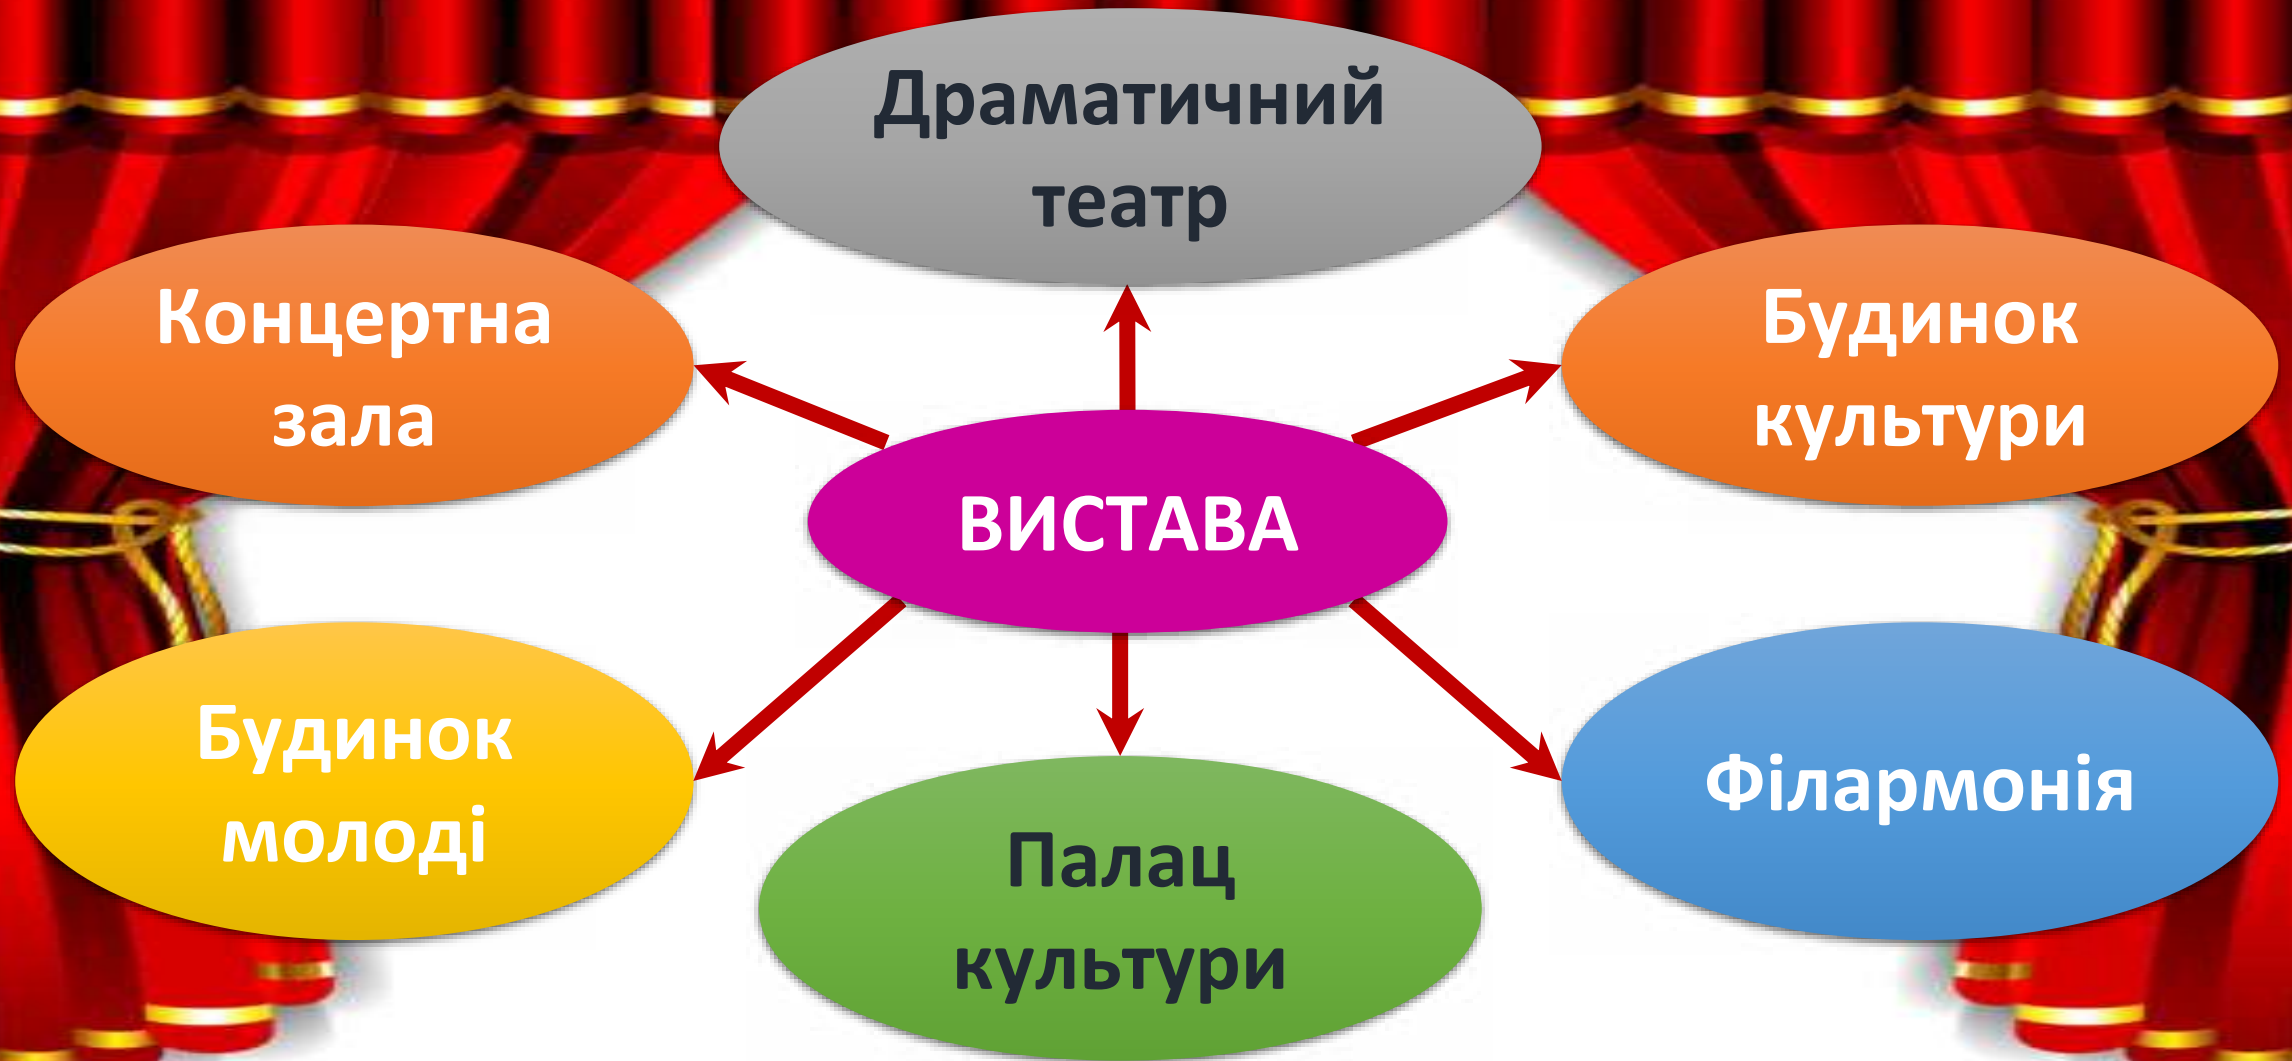 Драматичний
театр
Концертна
зала
Будинок
культури
ВИСТАВА
Будинок
молоді
Філармонія
Палац
культури